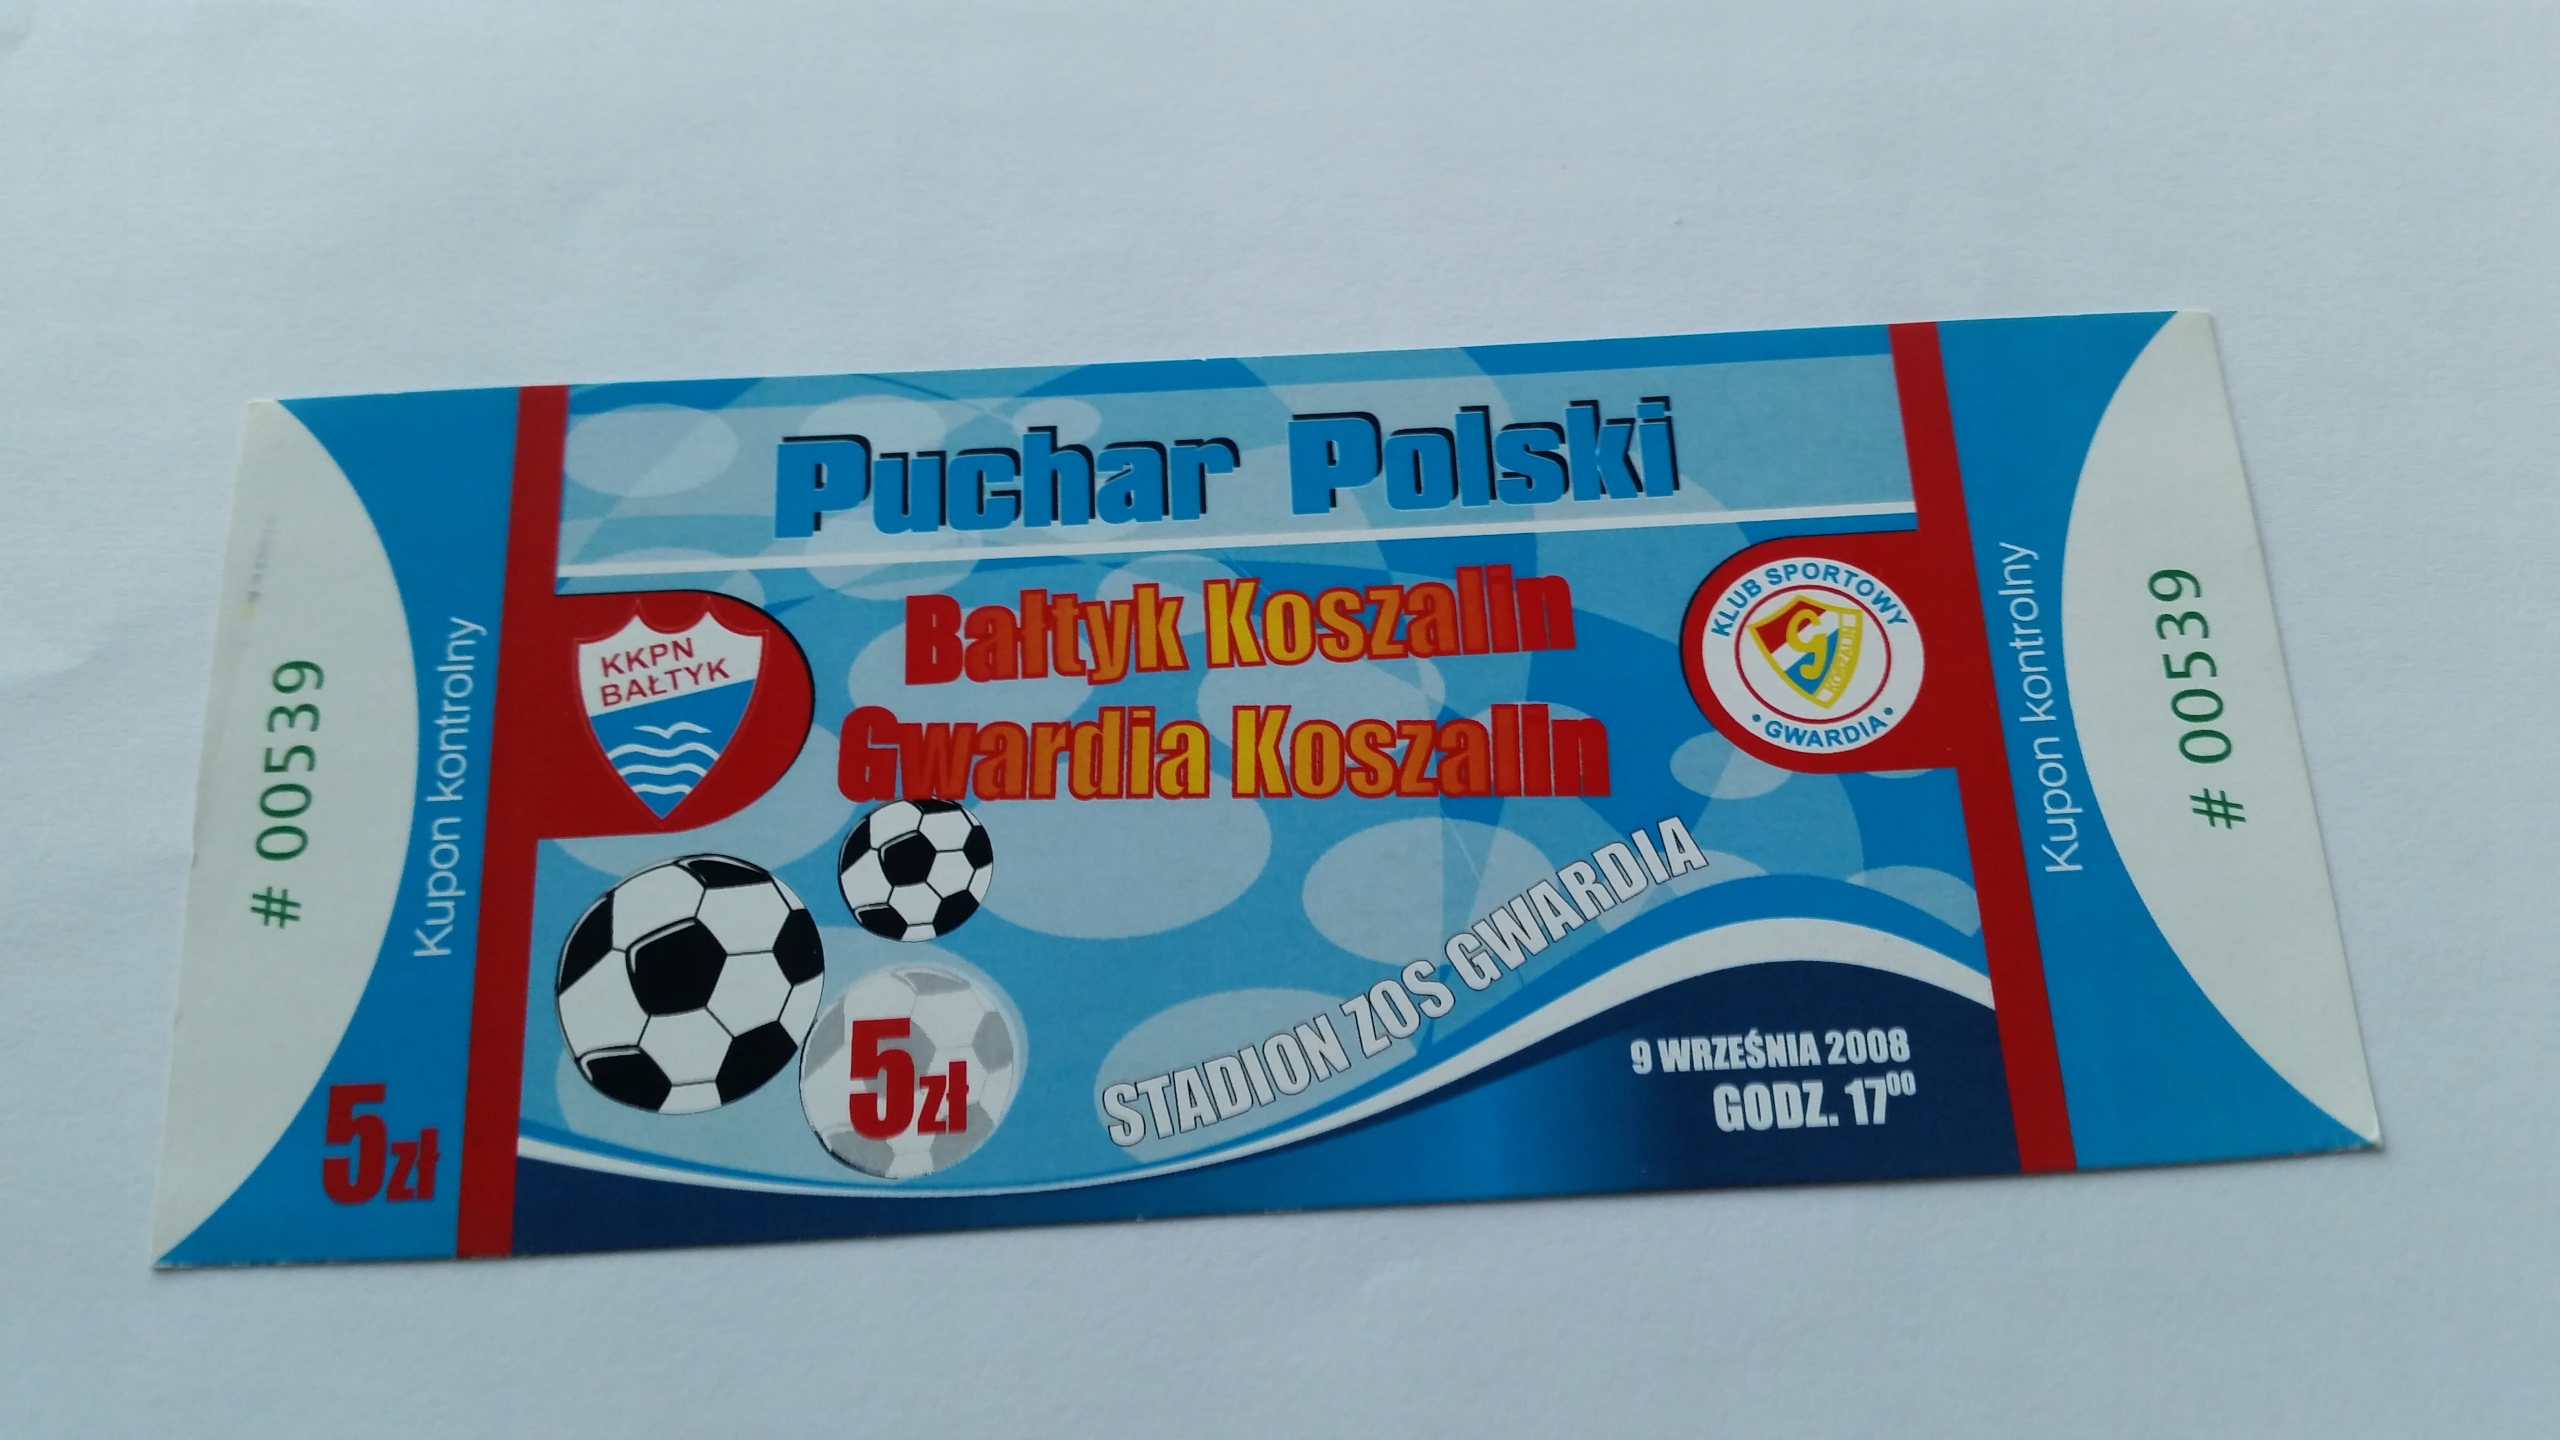 # 00539
Kupon kontrolny
5zł
Puchar Polski
KKPN
BAŁTYK
Bałtyk Koszalin
Gwardia Koszalin
KLUB SPORTOWY
G
KOSZALIN
• GWARDIA •
5zł
STADION ZOS GWARDIA
9 WRZEŚNIA 2008
GODZ. 17⁰⁰
Kupon kontrolny
# 00539